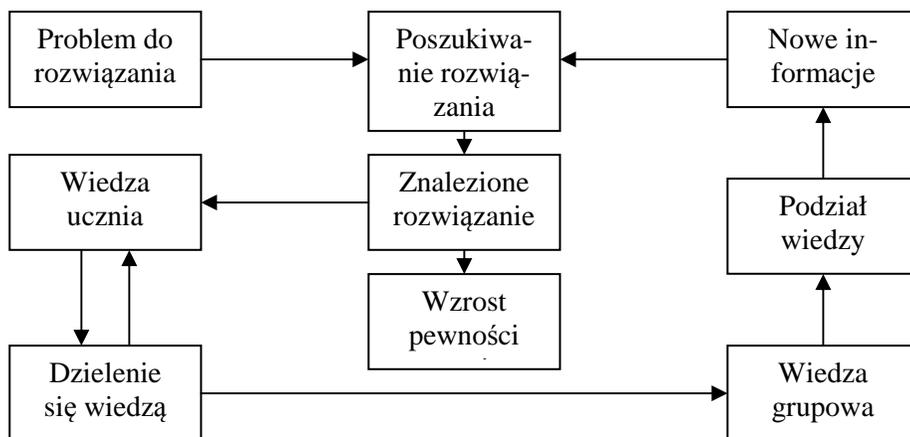 Problem do
rozwiązania
Poszukiwa-
nie rozwią-
zania
Nowe in-
formacje
Wiedza
ucznia
Znalezione
rozwiązanie
Podział
wiedzy
Wzrost
pewności
Dzielenie
się wiedzą
Wiedza
grupowa